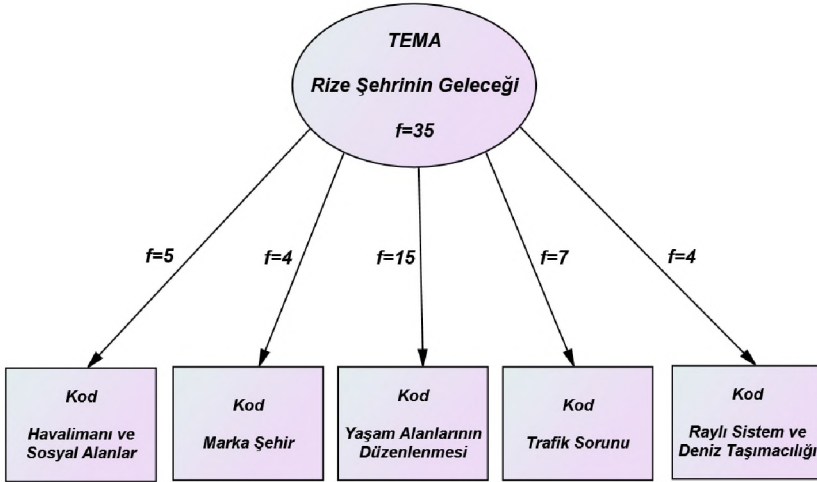 TEMA
Rize Şehrinin Geleceği
f=35
f=5
f=4
f=15
f=7
f=4
Kod
Havalimanı ve
Sosyal Alanlar
Kod
Marka Şehir
Kod
Yaşam Alanlarının
Düzenlenmesi
Kod
Trafik Sorunu
Kod
Raylı Sistem ve
Deniz Taşımacılığı